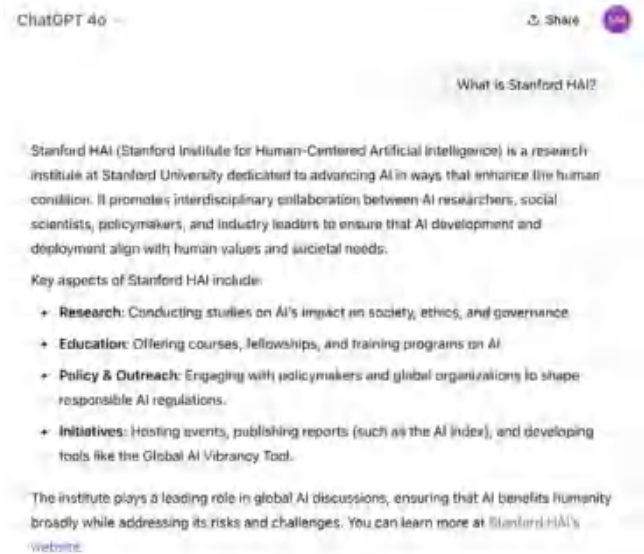 ChatGPT 4o
Share
What is Stanford HAI?
Stanford HAI (Stanford Institute for Human-Centered Artificial Intelligence) is a research
institute at Stanford University dedicated to advancing AI in ways that enhance the human
condition. It promotes interdisciplinary collaboration between AI researchers, social
scientists, policymakers, and industry leaders to ensure that AI development and
deployment align with human values and societal needs.
Key aspects of Stanford HAI include:
• Research: Conducting studies on AI's impact on society, ethics, and governance
• Education: Offering courses, fellowships, and training programs on AI
• Policy & Outreach: Engaging with policymakers and global organizations to shape
responsible AI regulations.
• Initiatives: Hosting events, publishing reports (such as the AI Index), and developing
tools like the Global AI Vibrancy Tool.
The institute plays a leading role in global AI discussions, ensuring that AI benefits humanity
broadly while addressing its risks and challenges. You can learn more at Stanford HAI's
website.